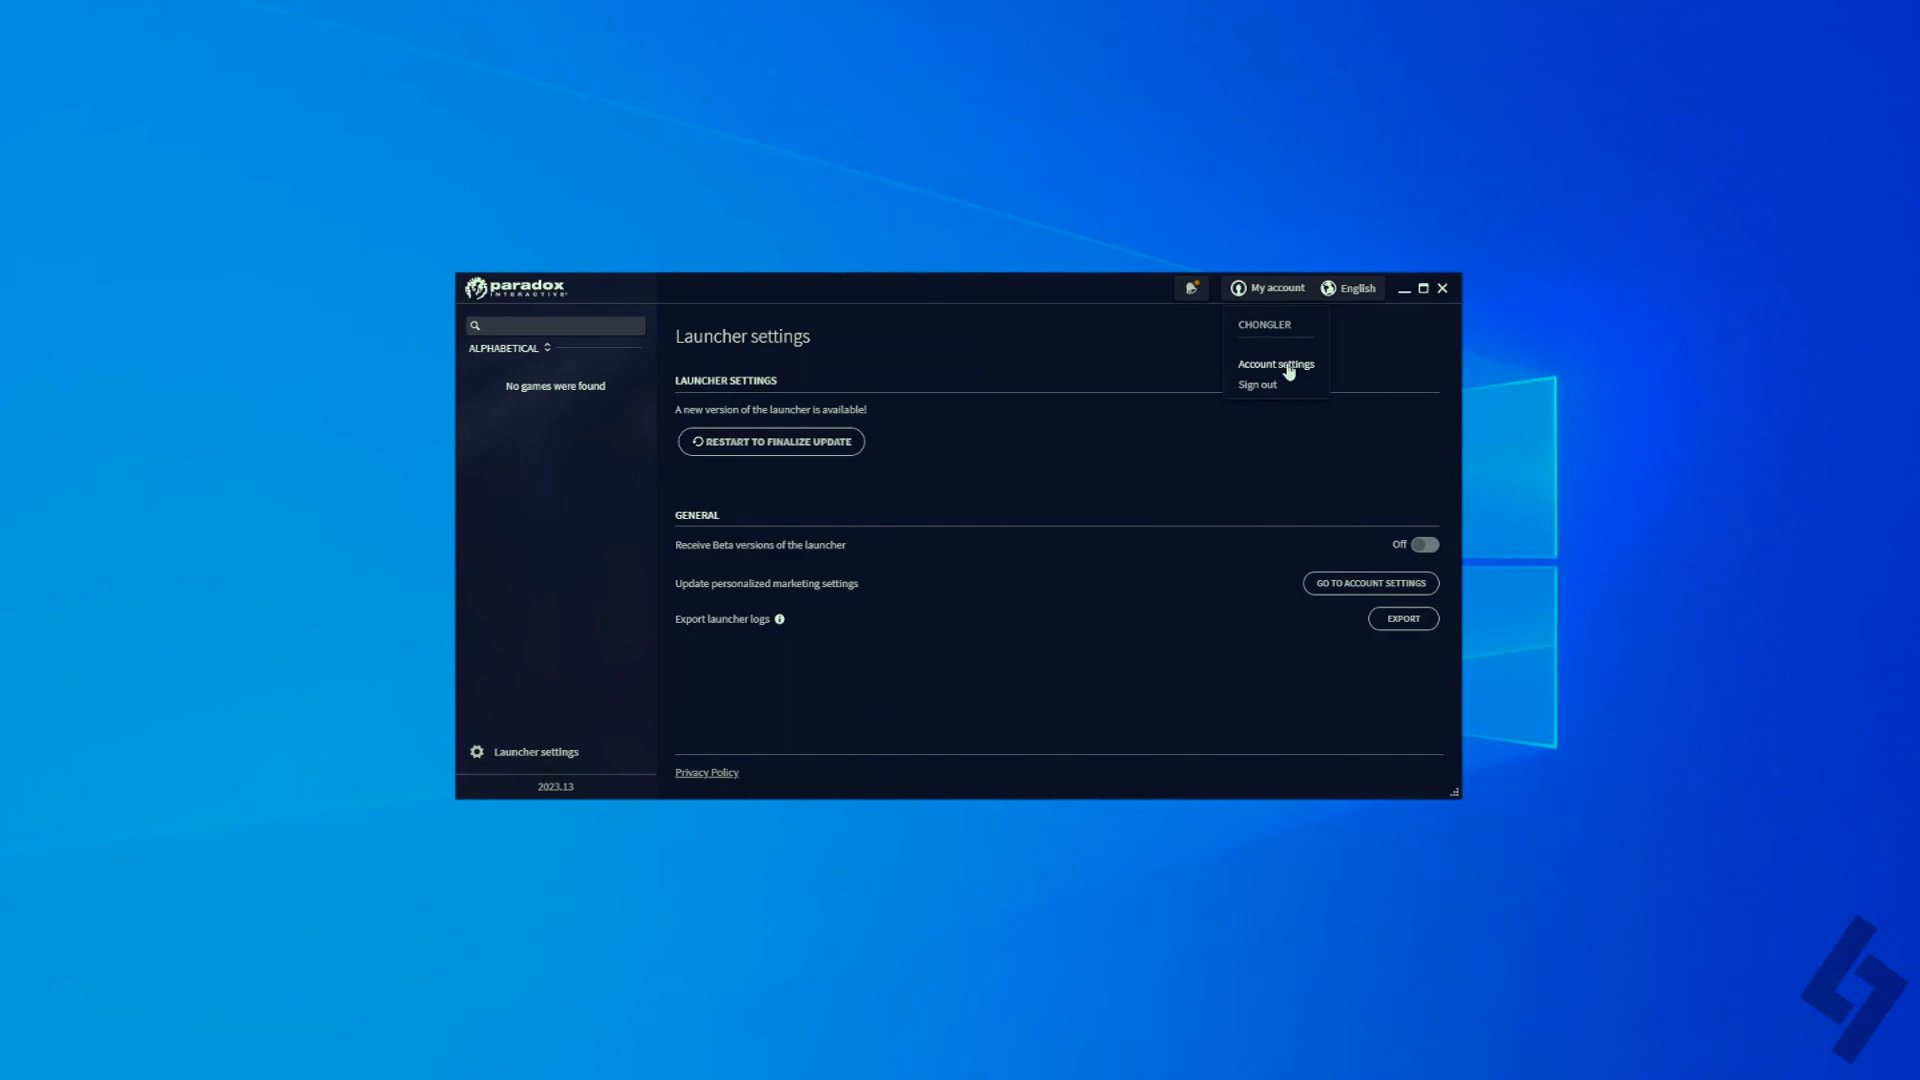 paradox
INTERACTIVE
My account
English
CHONGLER
Account settings
Sign out
ALPHABETICAL
No games were found
Launcher settings
2023.13
Launcher settings
LAUNCHER SETTINGS
A new version of the launcher is available!
RESTART TO FINALIZE UPDATE
GENERAL
Receive Beta versions of the launcher
Off
Update personalized marketing settings
GO TO ACCOUNT SETTINGS
Export launcher logs
EXPORT
Privacy Policy